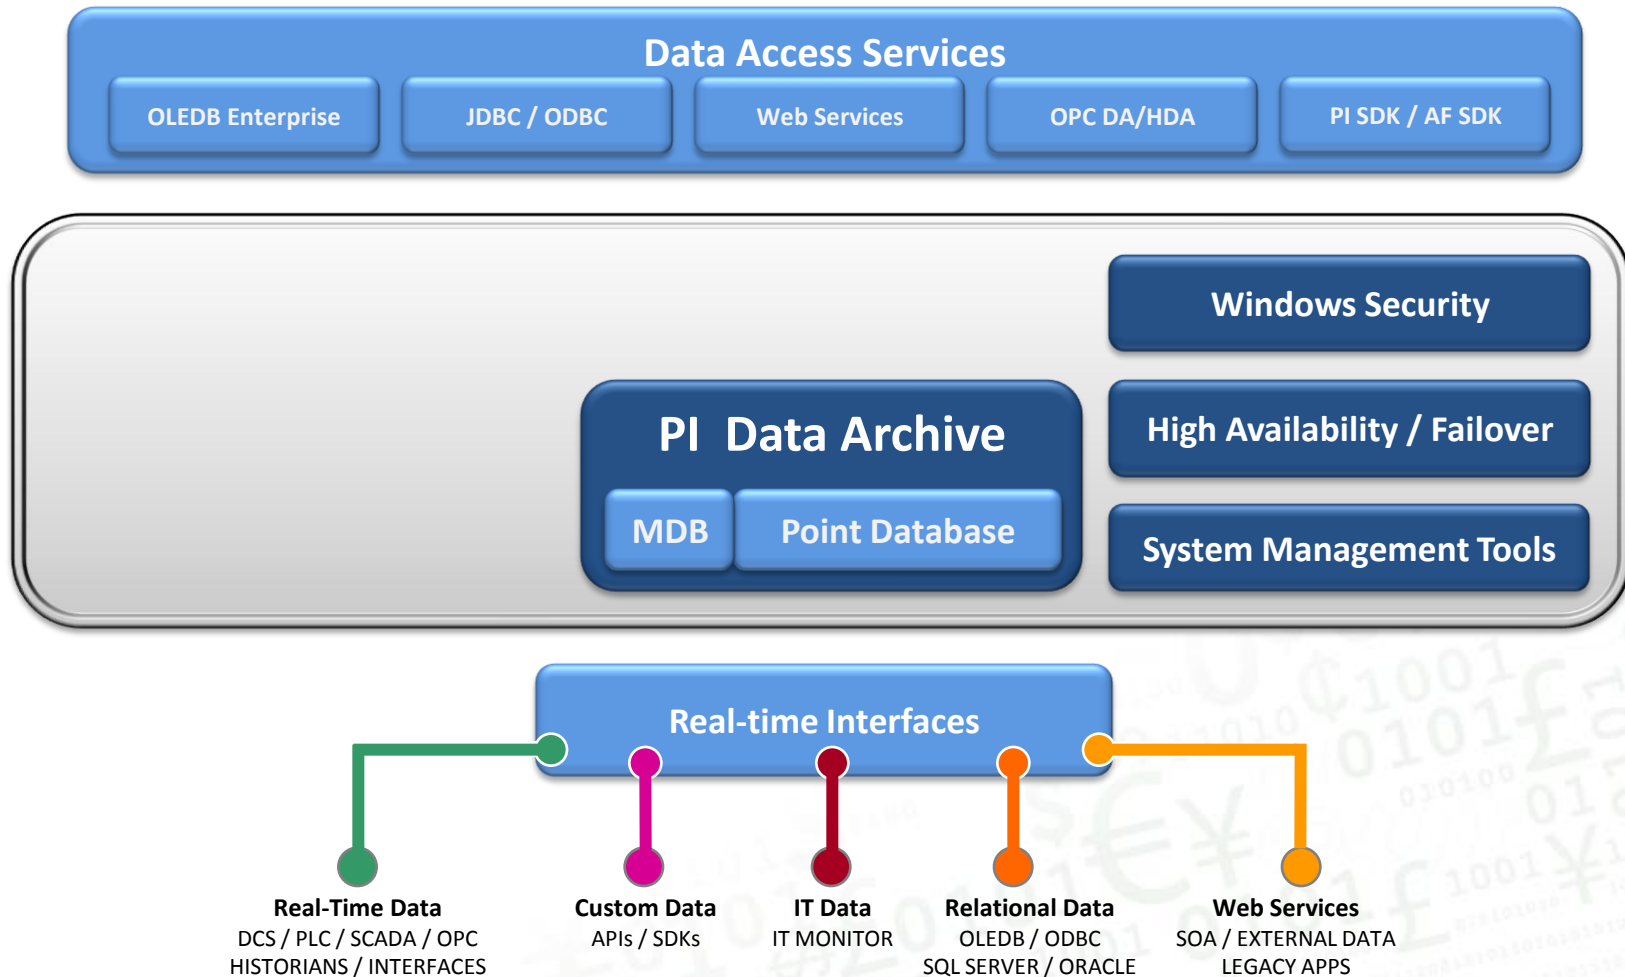 Data Access Services
OLEDB Enterprise
JDBC / ODBC
Web Services
OPC DA/HDA
PI SDK / AF SDK
Windows Security
PI Data Archive
High Availability / Failover
MDB
Point Database
System Management Tools
Real-time Interfaces
Real-Time Data
DCS / PLC / SCADA / OPC
HISTORIANS / INTERFACES
Custom Data
APIs / SDKs
IT Data
IT MONITOR
Relational Data
OLEDB / ODBC
SQL SERVER / ORACLE
Web Services
SOA / EXTERNAL DATA
LEGACY APPS